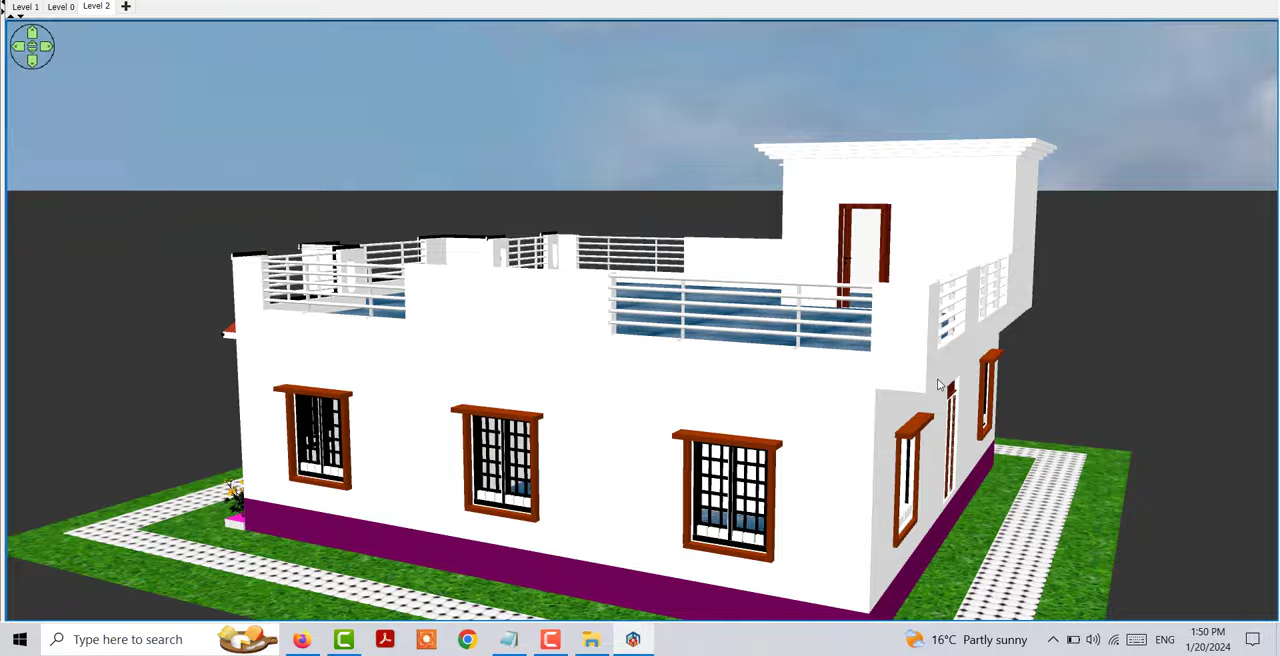 Level 1 Level 0 Level 2
Type here to search
16°C Partly sunny
ENG
1:50 PM
1/20/2024